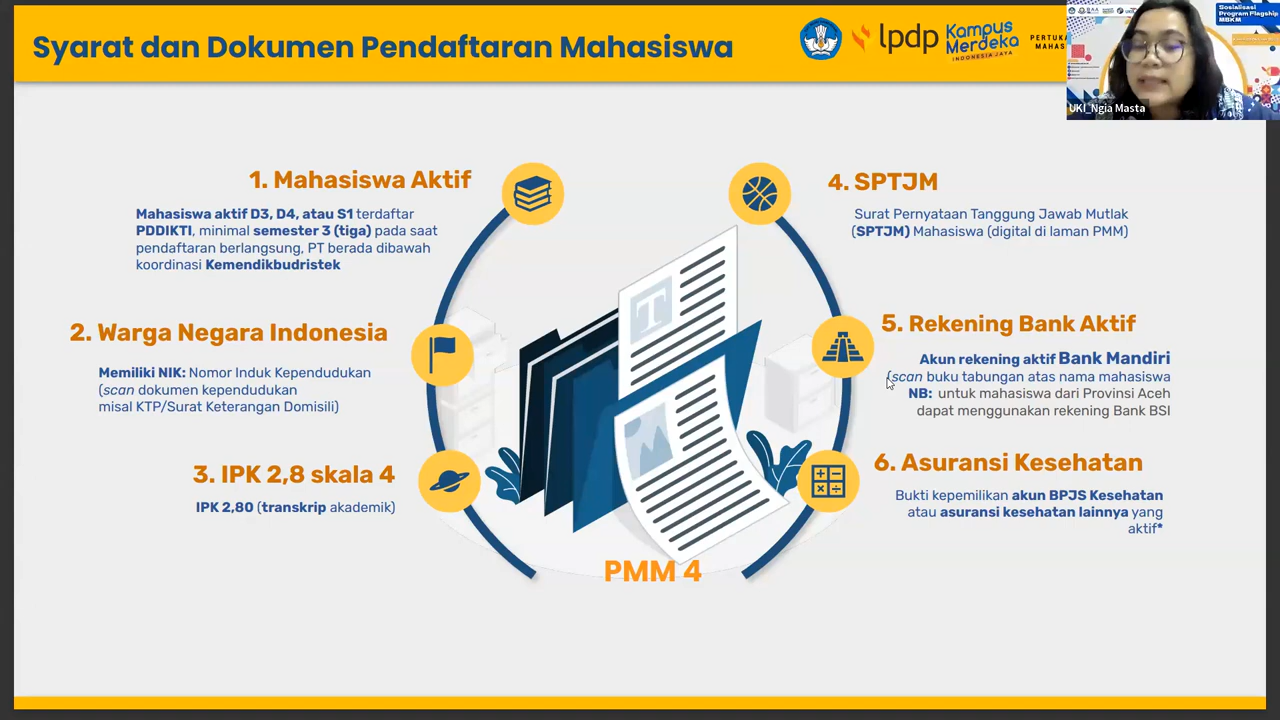 Syarat dan Dokumen Pendaftaran Mahasiswa
lpdp
Kampus
Merdeka
INDONESIA JAYA
PERTUKA
MAHAS
Sosialisasi
Program Flagship
MBKM
UKI_Ngia Masta
1. Mahasiswa Aktif
Mahasiswa aktif D3, D4, atau S1 terdaftar
PDDIKTI, minimal semester 3 (tiga) pada saat
pendaftaran berlangsung, PT berada dibawah
koordinasi Kemendikbudristek
2. Warga Negara Indonesia
Memiliki NIK: Nomor Induk Kependudukan
(scan dokumen kependudukan
misal KTP/Surat Keterangan Domisili)
3. IPK 2,8 skala 4
IPK 2,80 (transkrip akademik)
4. SPTJM
Surat Pernyataan Tanggung Jawab Mutlak
(SPTJM) Mahasiswa (digital di laman PMM)
5. Rekening Bank Aktif
Akun rekening aktif Bank Mandiri
(scan buku tabungan atas nama mahasiswa
NB: untuk mahasiswa dari Provinsi Aceh
dapat menggunakan rekening Bank BSI
6. Asuransi Kesehatan
Bukti kepemilikan akun BPJS Kesehatan
atau asuransi kesehatan lainnya yang
aktif*
T
PMM 4